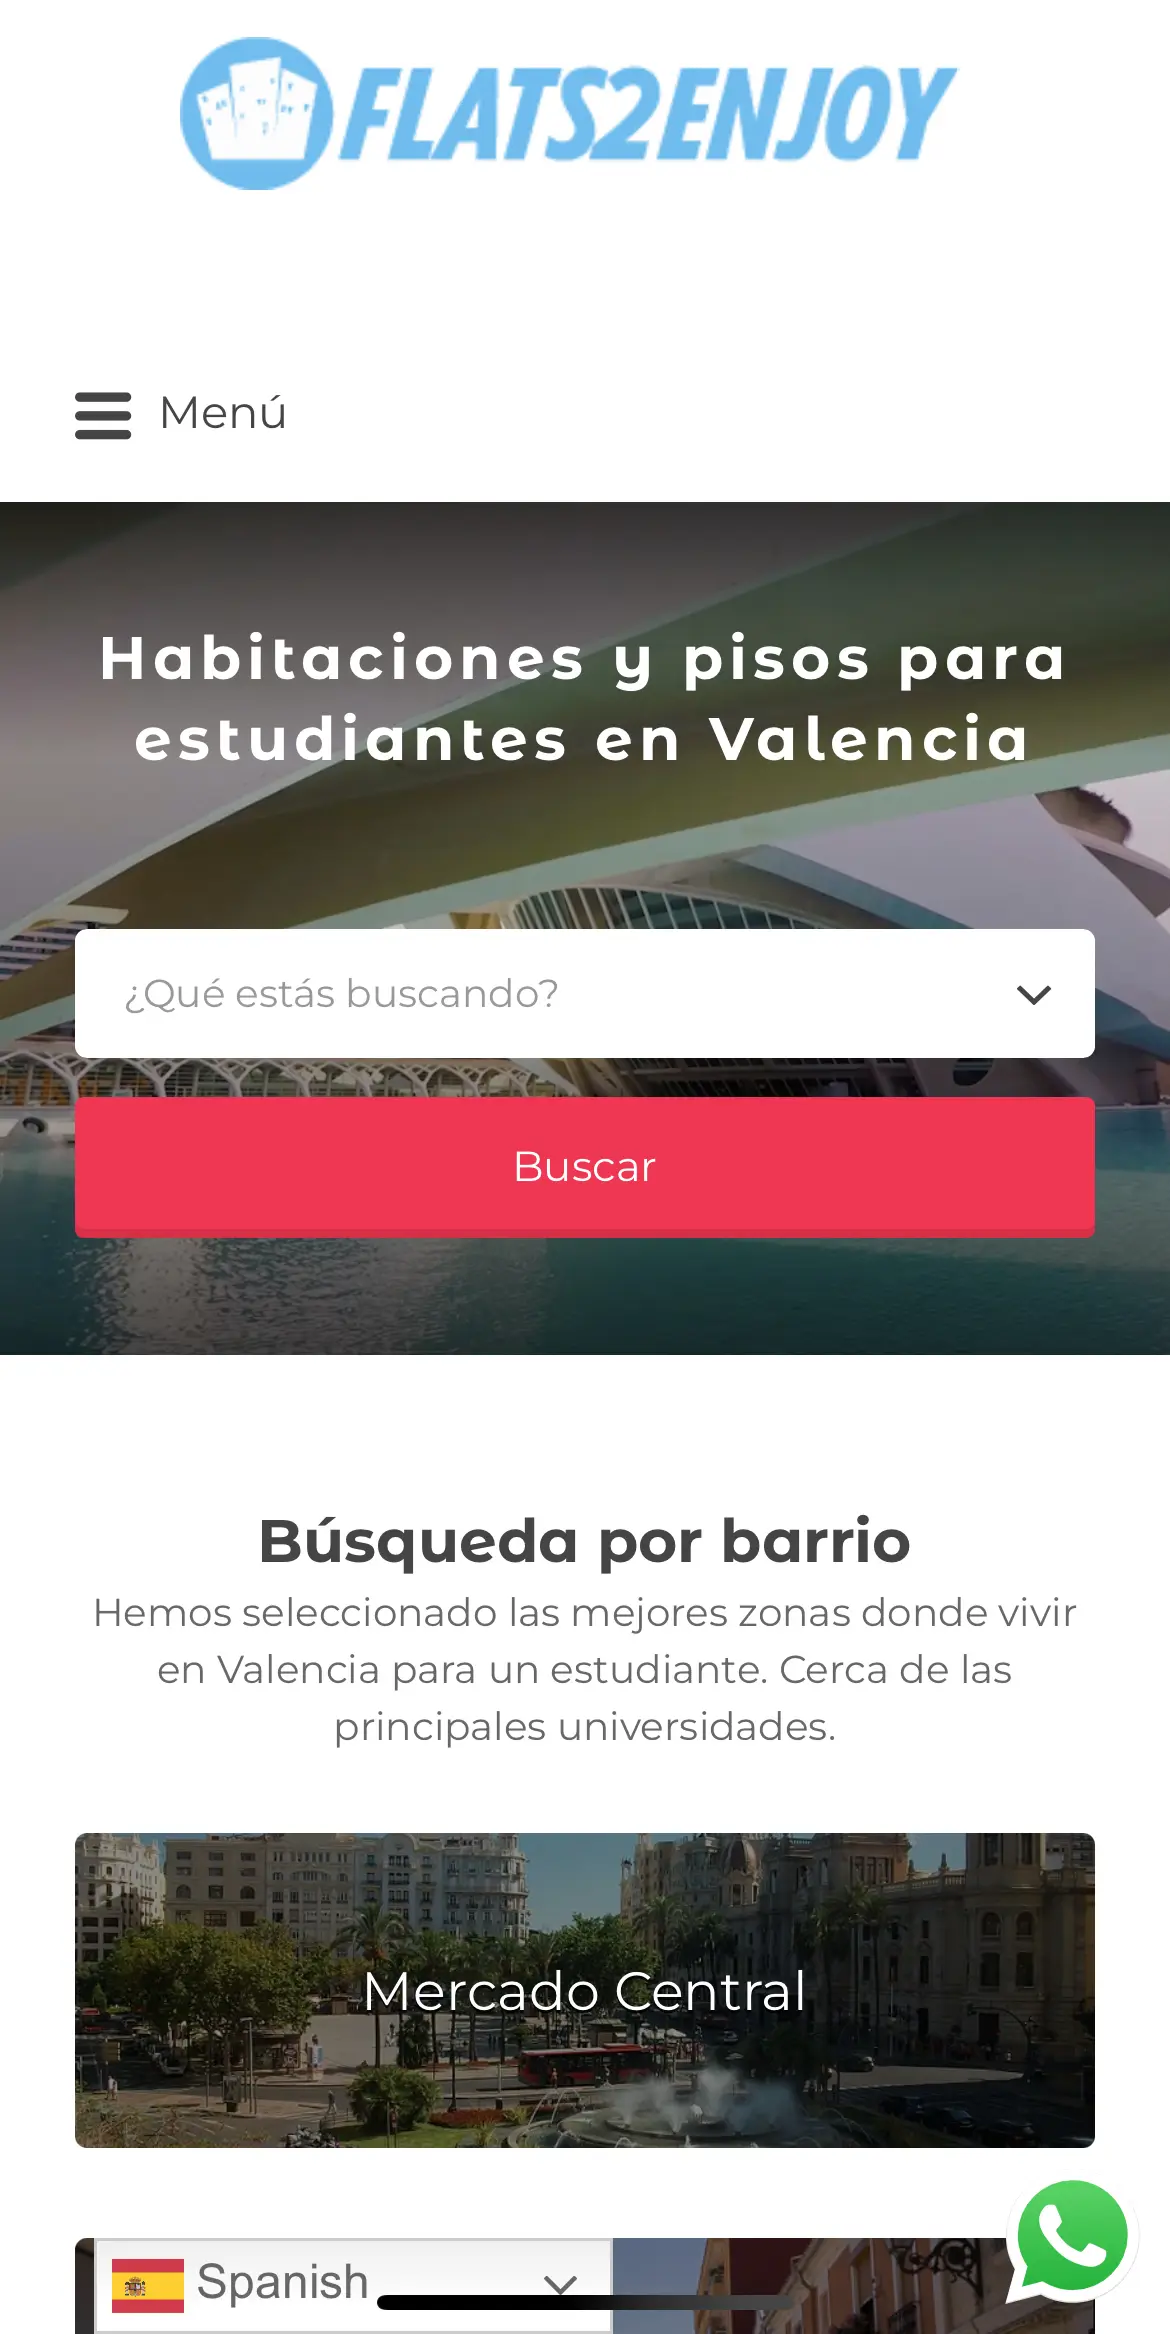 FLATS2ENJOY
Menú
Habitaciones y pisos para
estudiantes en Valencia
¿Qué estás buscando?
Buscar
Búsqueda por barrio
Hemos seleccionado las mejores zonas donde vivir
en Valencia para un estudiante. Cerca de las
principales universidades.
Mercado Central
Spanish